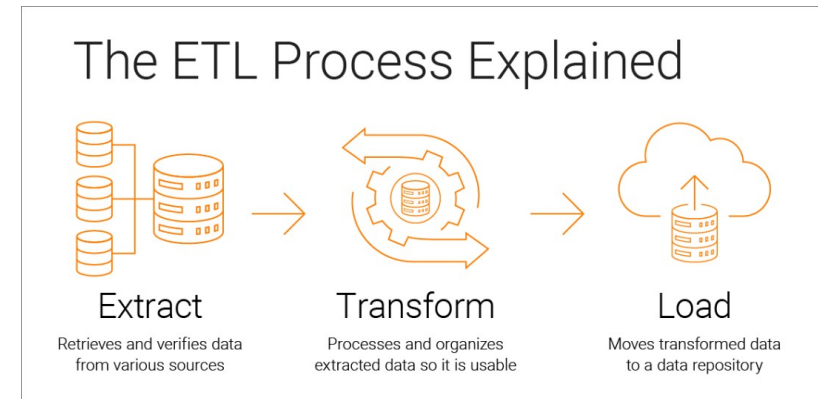 The ETL Process Explained
Extract
Retrieves and verifies data
from various sources
Transform
Processes and organizes
extracted data so it is usable
Load
Moves transformed data
to a data repository